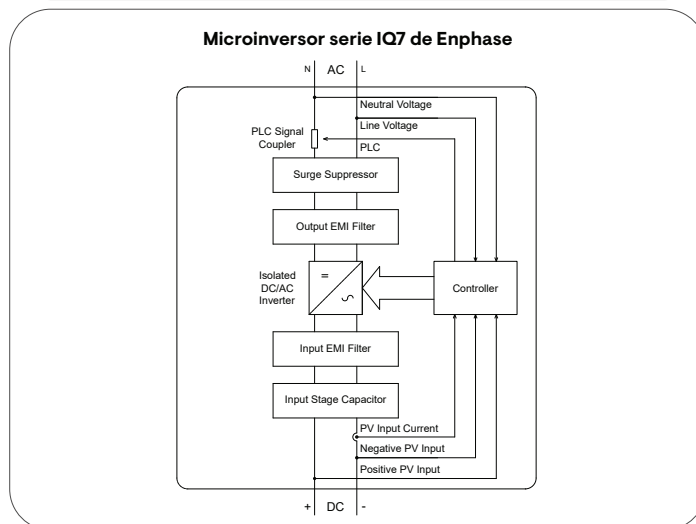 Microinversor serie IQ7 de Enphase
N AC L
Neutral Voltage
Line Voltage
PLC Signal
Coupler
PLC
Surge Suppressor
Output EMI Filter
Isolated
DC/AC
Inverter
=
∿
Controller
Input EMI Filter
Input Stage Capacitor
PV Input Current
Negative PV Input
Positive PV Input
+ DC -